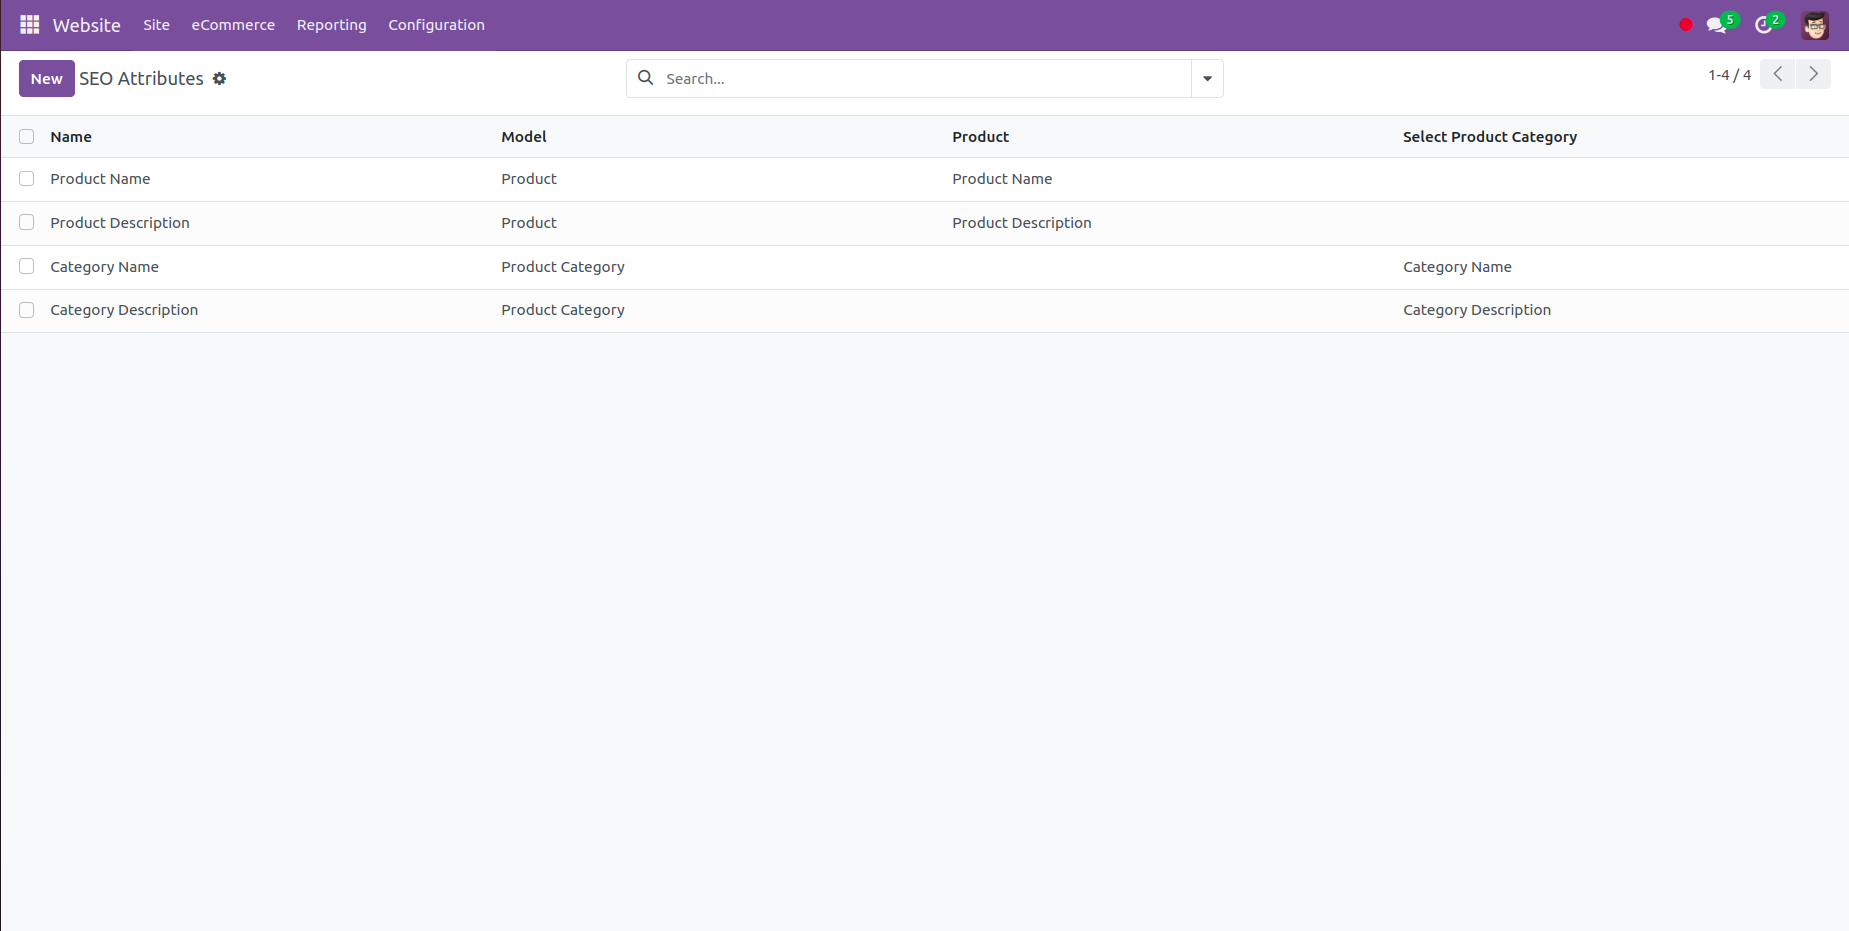 Website Site eCommerce Reporting Configuration 5 2
New SEO Attributes Search... 1-4 / 4
Name Model Product Select Product Category
Product Name Product Product Name
Product Description Product Product Description
Category Name Product Category Category Name
Category Description Product Category Category Description